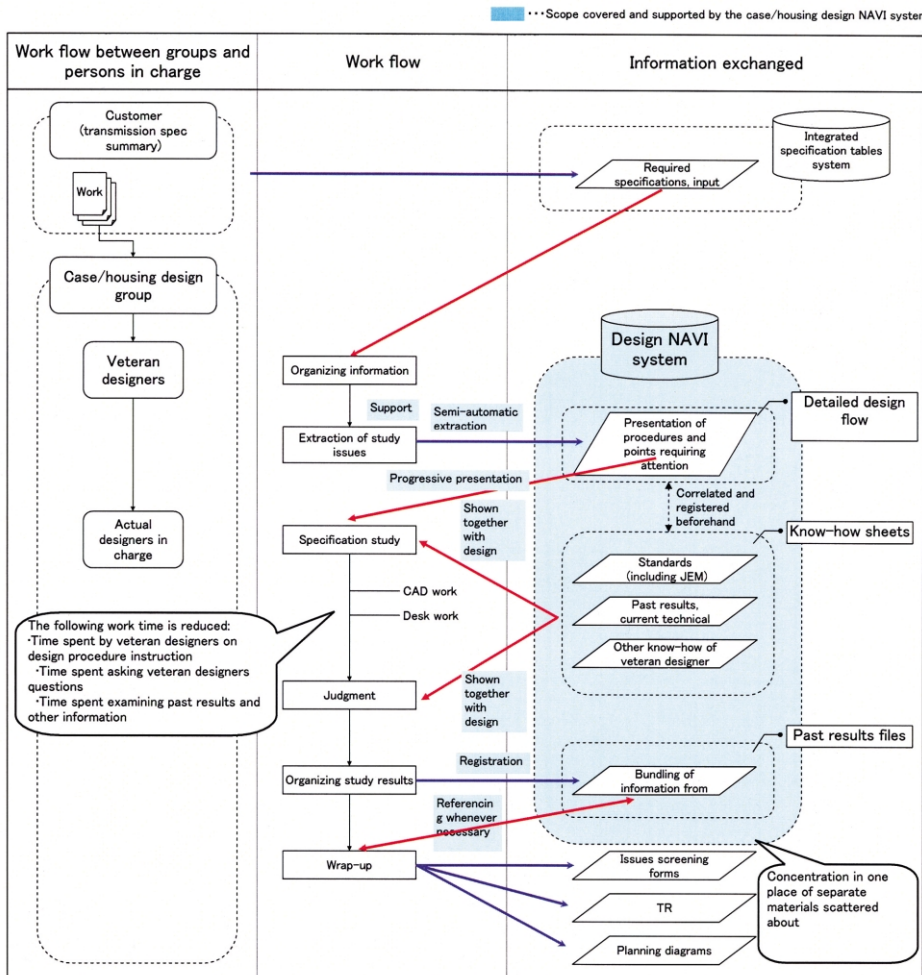 ···Scope covered and supported by the case/housing design NAVI system
Work flow between groups and
persons in charge
Work flow
Information exchanged
Customer
(transmission spec
summary)
Work
Integrated
specification tables
system
Required
specifications, input
Case/housing design
group
Veteran
designers
Actual
designers in
charge
Design NAVI
system
Organizing information
Support
Semi-automatic
extraction
Extraction of study
issues
Presentation of
procedures and
points requiring
attention
Detailed design
flow
Progressive presentation
Correlated and
registered
beforehand
Shown
together
with
design
Specification study
Know-how sheets
Standards
(including JEM)
CAD work
Desk work
Past results,
current technical
Other know-how of
veteran designer
The following work time is reduced:
·Time spent by veteran designers on
design procedure instruction
·Time spent asking veteran designers
questions
·Time spent examining past results and
other information
Judgment
Shown
together
with
design
Past results files
Registration
Organizing study results
Bundling of
information from
Referencin
g whenever
necessary
Wrap-up
Issues screening
forms
TR
Planning diagrams
Concentration in one
place of separate
materials scattered
about